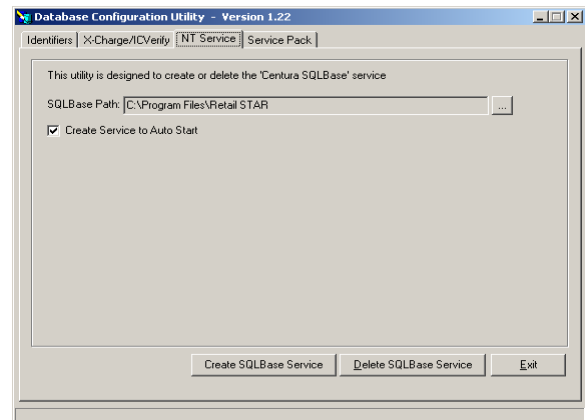 Database Configuration Utility - Version 1.22
Identifiers X-Charge/ICVerify NT Service Service Pack
This utility is designed to create or delete the 'Centura SQLBase' service
SQLBase Path: C:\Program Files\Retail STAR ...
Create Service to Auto Start
Create SQLBase Service Delete SQLBase Service Exit